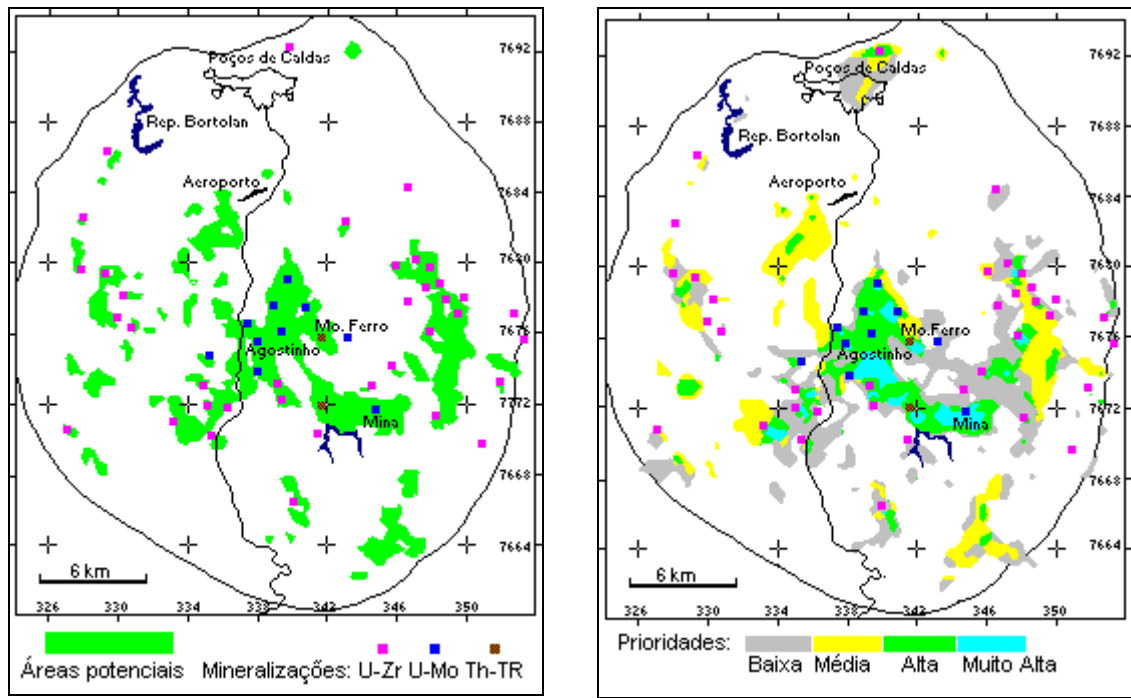 7692
Poços de Caldas
Rep. Bortolan
7688
Aeroporto
7684
7680
Mo. Ferro
7676
Agostinho
7672
Mina
7668
7664
6 km
326 330 334 338 342 346 350
Áreas potenciais Mineralizações: U-Zr U-Mo Th-TR
7692
Poços de Caldas
Rep. Bortolan
7688
Aeroporto
7684
7680
Mo.Ferro
7676
Agostinho
7672
Mina
7668
7664
6 km
326 330 334 338 342 346 350
Prioridades:
Baixa Média Alta Muito Alta